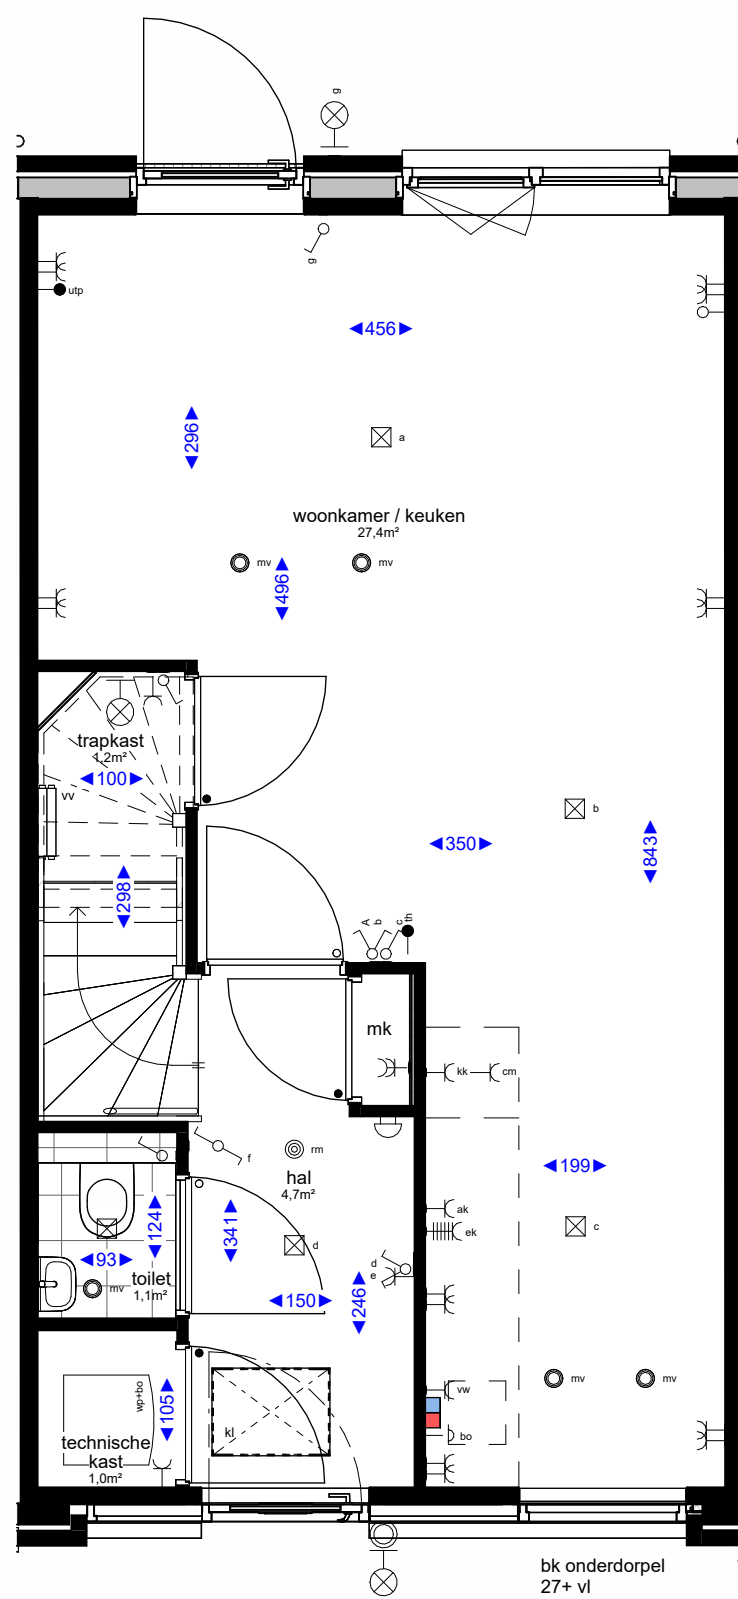 g
g
utp
456
296
a
woonkamer / keuken
27,4m²
mv
mv
496
trapkast
1,2m²
100
vv
b
350
843
298
A
b
c
th
mk
kk
cm
f
rm
hal
4,7m²
199
ak
ek
c
124
341
d
93
toilet
mv
1,1m²
d
e
150
246
wp+bo
105
mv
mv
vw
kl
bo
technische
kast
1,0m²
bk onderdorpel
27+ vl